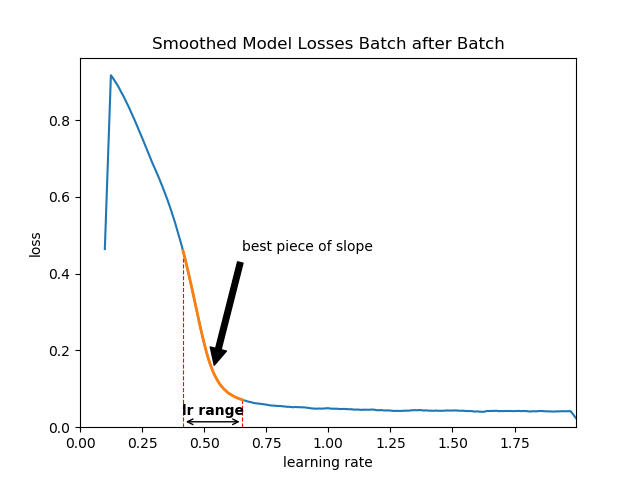 Smoothed Model Losses Batch after Batch
loss
0.8
0.6
0.4
0.2
0.0
best piece of slope
lr range
0.00 0.25 0.50 0.75 1.00 1.25 1.50 1.75
learning rate